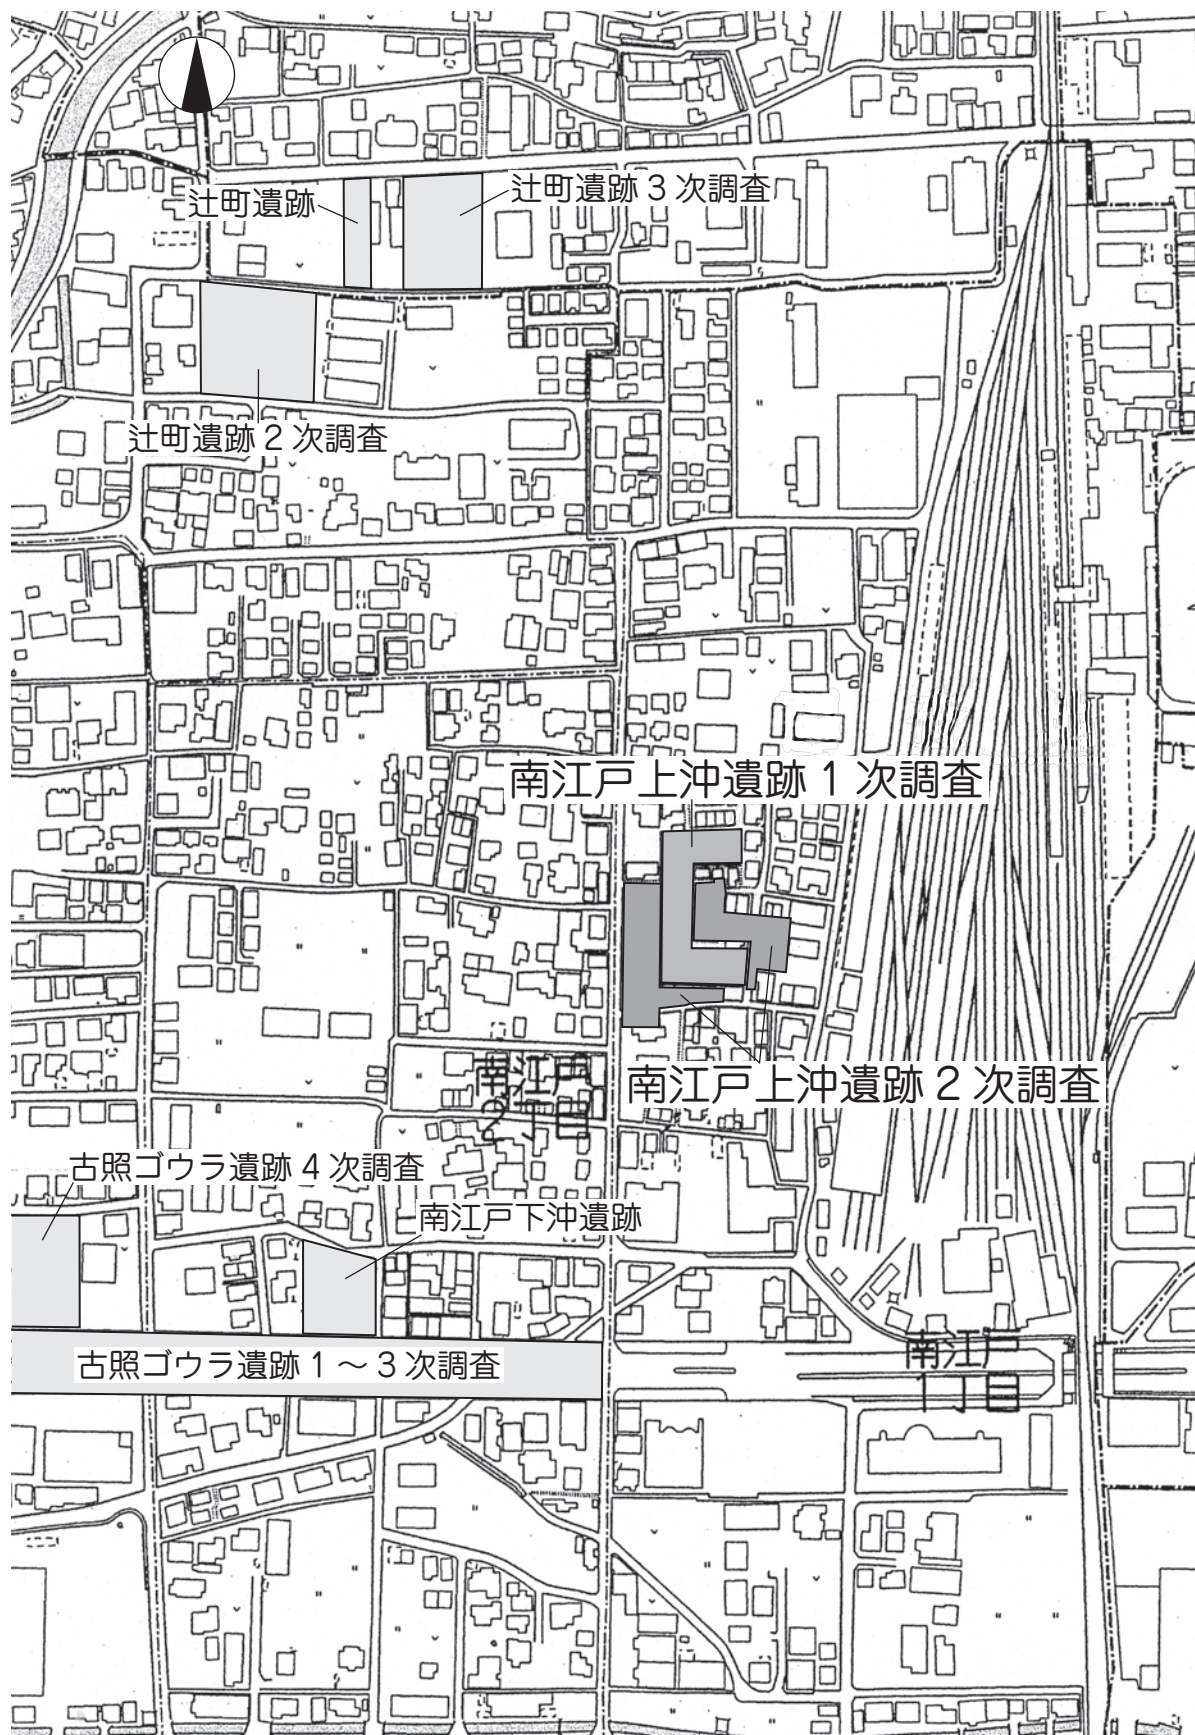 辻町遺跡
辻町遺跡3次調査
辻町遺跡2次調査
南江戸上沖遺跡1次調査
南江戸上沖遺跡2次調査
南江戸
2丁目
古照ゴウラ遺跡4次調査
南江戸下沖遺跡
古照ゴウラ遺跡1～3次調査
南江戸
1丁目